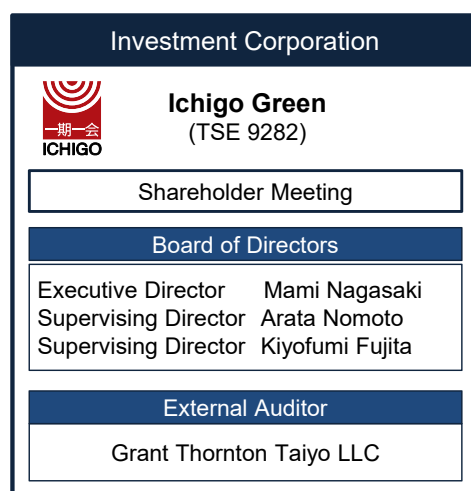 Investment Corporation
一期一会
ICHIGO
Ichigo Green
(TSE 9282)
Shareholder Meeting
Board of Directors
Executive Director Mami Nagasaki
Supervising Director Arata Nomoto
Supervising Director Kiyofumi Fujita
External Auditor
Grant Thornton Taiyo LLC